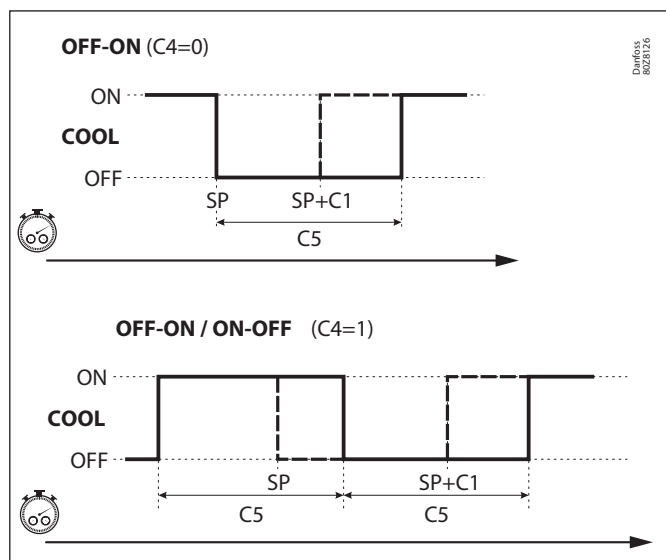 OFF-ON (C4=0)
Danfoss
80Z8126
ON
COOL
OFF
SP SP+C1
C5
OFF-ON / ON-OFF (C4=1)
ON
COOL
OFF
SP SP+C1
C5 C5